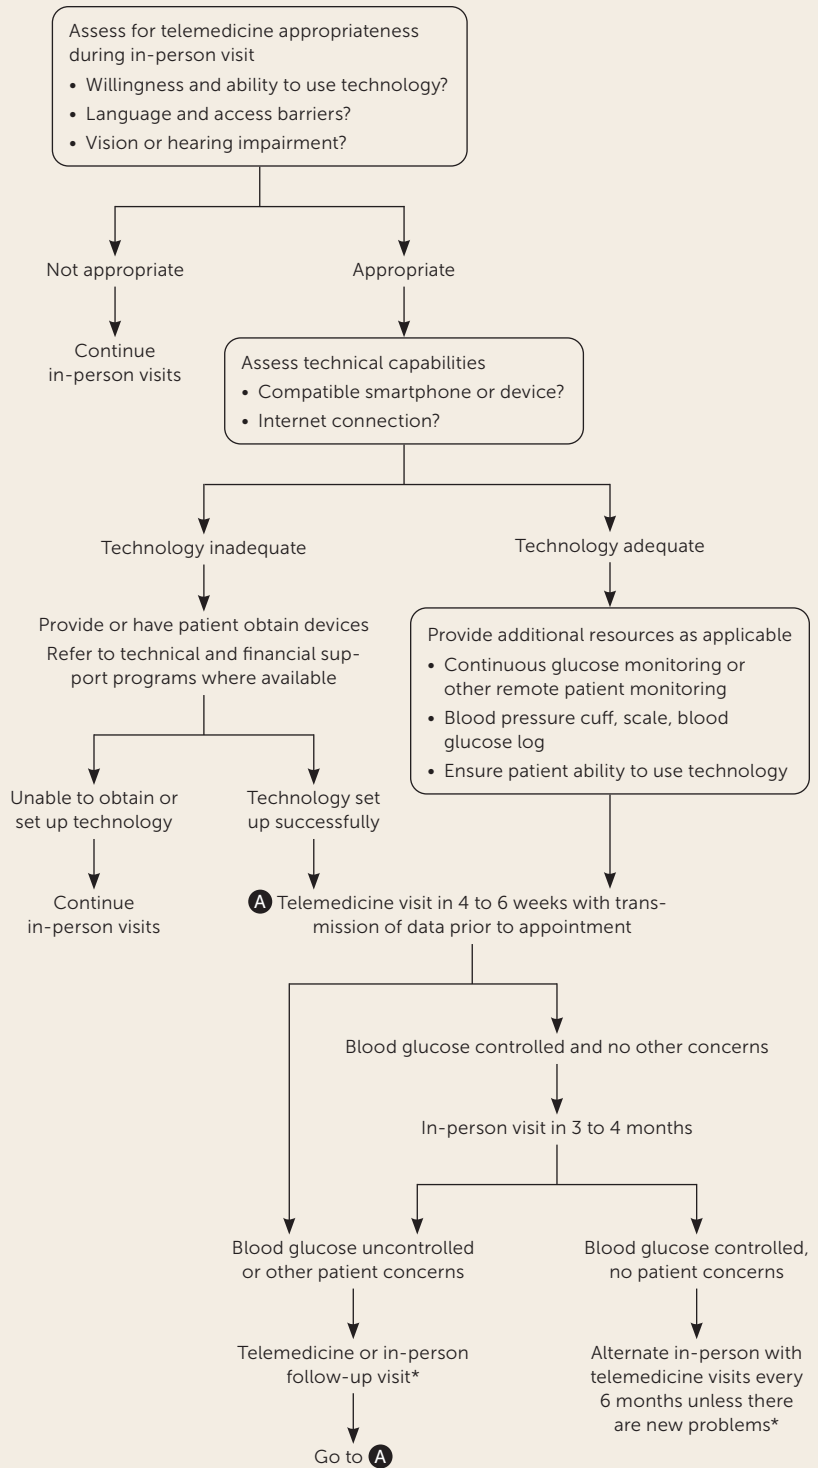 Assess for telemedicine appropriateness
during in-person visit
• Willingness and ability to use technology?
• Language and access barriers?
• Vision or hearing impairment?
Not appropriate
Appropriate
Continue
in-person visits
Assess technical capabilities
• Compatible smartphone or device?
• Internet connection?
Technology inadequate
Technology adequate
Provide or have patient obtain devices
Refer to technical and financial sup-
port programs where available
Provide additional resources as applicable
• Continuous glucose monitoring or
other remote patient monitoring
• Blood pressure cuff, scale, blood
glucose log
• Ensure patient ability to use technology
Unable to obtain or
set up technology
Technology set
up successfully
Continue
in-person visits
A Telemedicine visit in 4 to 6 weeks with trans-
mission of data prior to appointment
Blood glucose controlled and no other concerns
In-person visit in 3 to 4 months
Blood glucose uncontrolled
or other patient concerns
Blood glucose controlled,
no patient concerns
Telemedicine or in-person
follow-up visit*
Alternate in-person with
telemedicine visits every
6 months unless there
are new problems*
Go to A